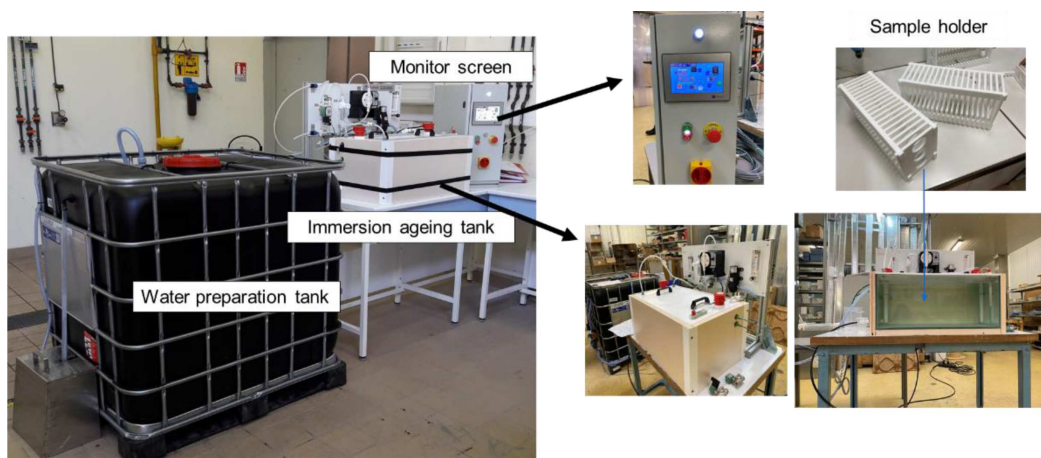 Sample holder
Monitor screen
Immersion ageing tank
Water preparation tank